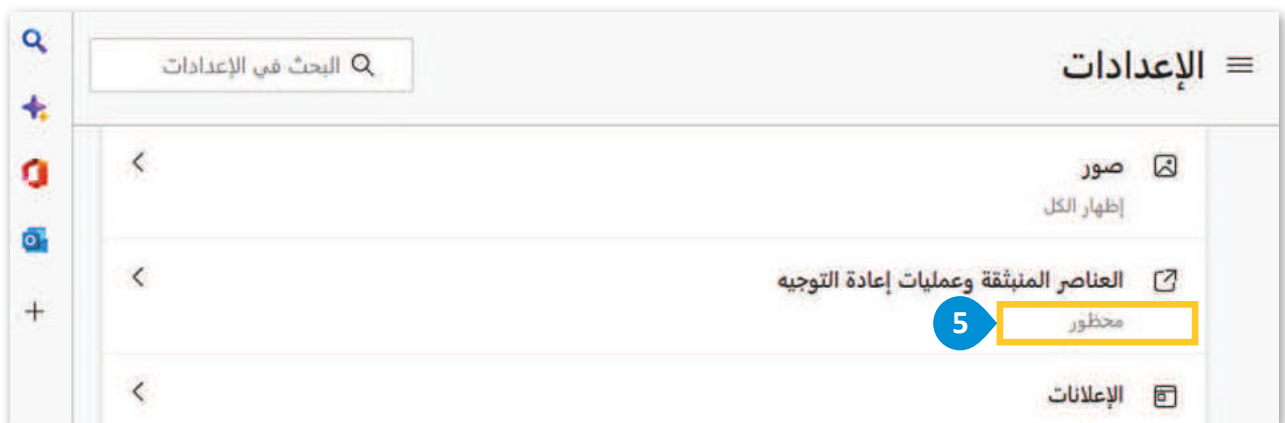 الإعدادات
البحث في الإعدادات
صور
إظهار الكل
العناصر المنبثقة وعمليات إعادة التوجيه
محظور
5
الإعلانات